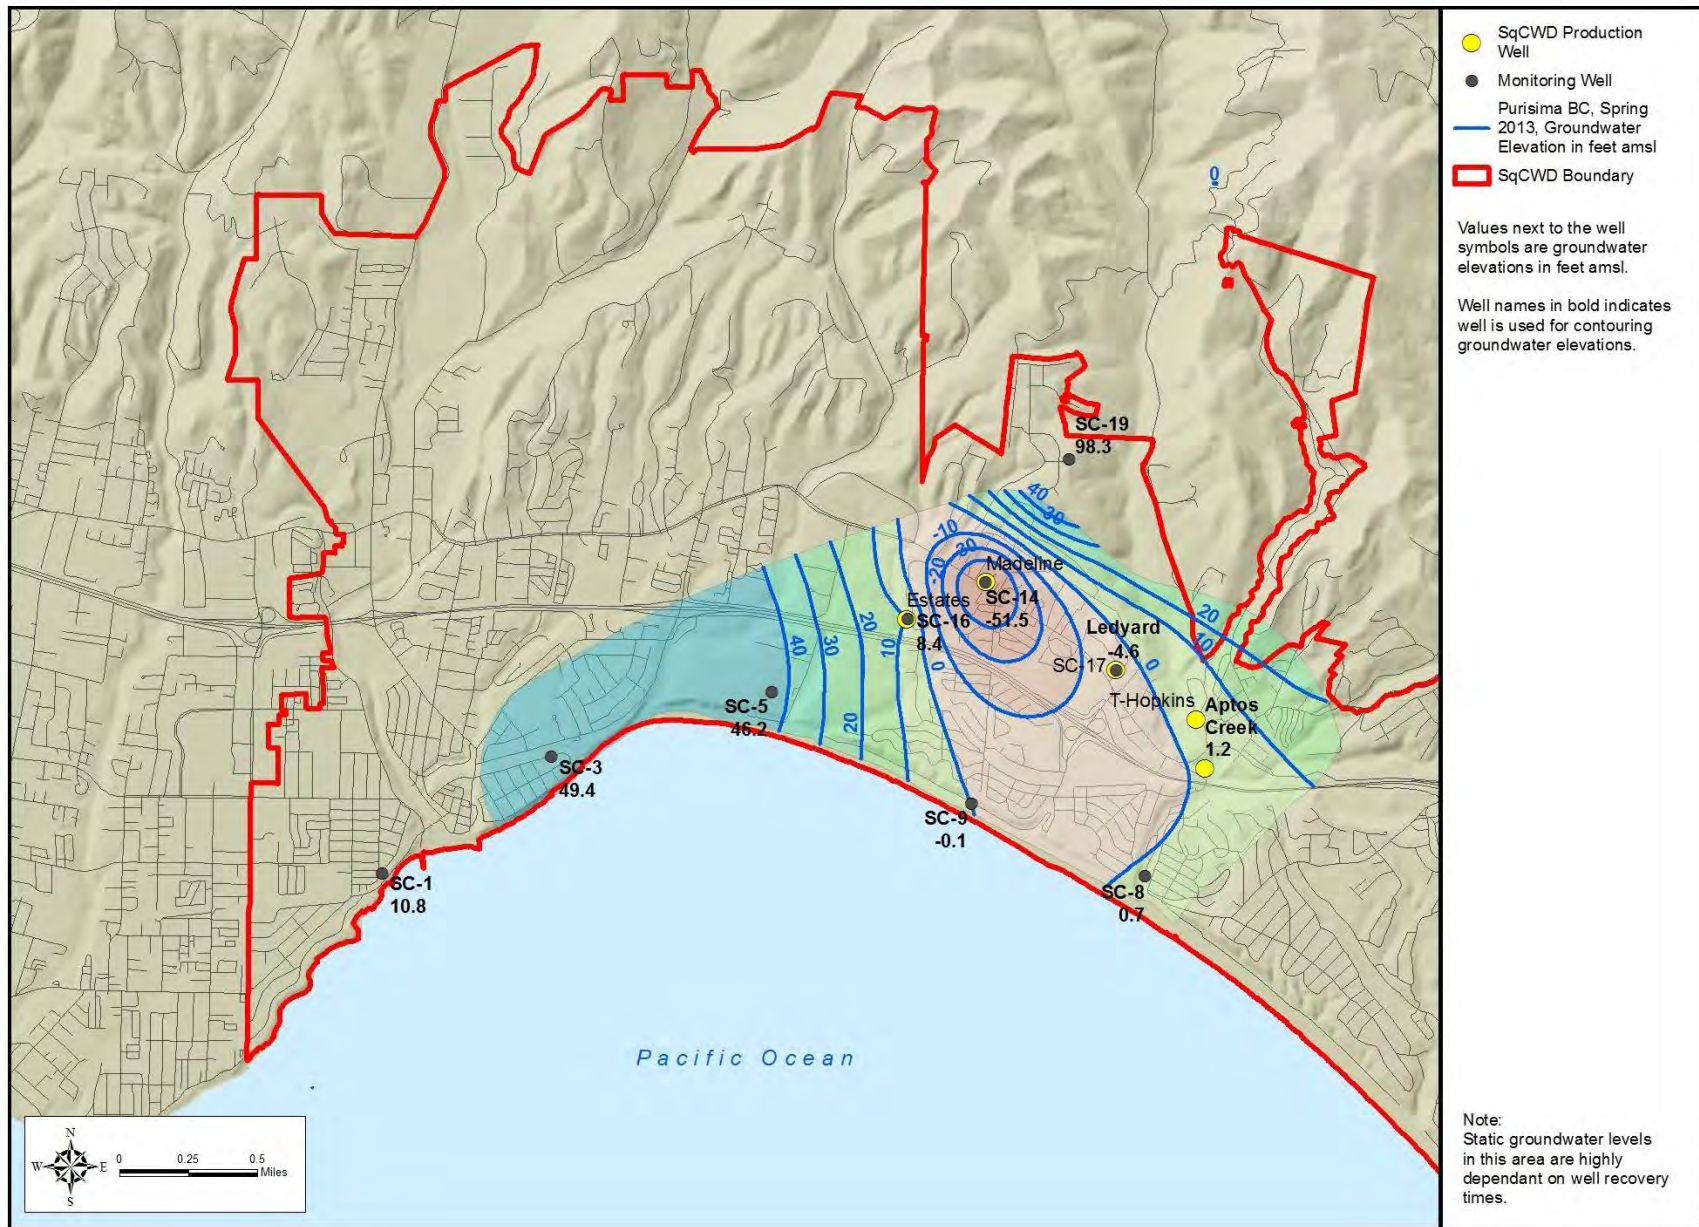 SqCWD Production
Well
Monitoring Well
Purisima BC, Spring
2013, Groundwater
Elevation in feet amsl
SqCWD Boundary
Values next to the well
symbols are groundwater
elevations in feet amsl.
Well names in bold indicates
well is used for contouring
groundwater elevations.
0
SC-19
98.3
40
30
-10
-30
-20
Madeline
SC-14
-51.5
Estates
SC-16
8.4
Ledyard
-4.6
SC-17
T-Hopkins
Aptos
Creek
1.2
20
10
0
40
30
20
10
0
20
SC-5
46.2
SC-3
49.4
SC-9
-0.1
SC-8
0.7
SC-1
10.8
Pacific Ocean
N
W E
S
0 0.25 0.5
Miles
Note:
Static groundwater levels
in this area are highly
dependant on well recovery
times.